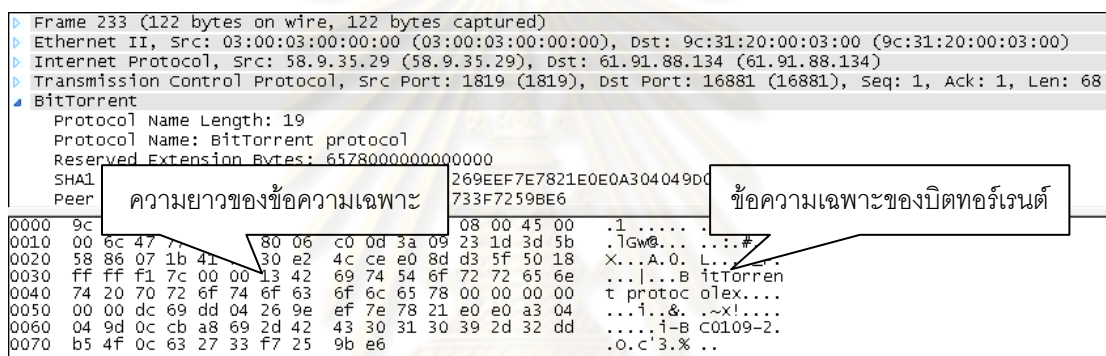 Frame 233 (122 bytes on wire, 122 bytes captured)
Ethernet II, Src: 03:00:03:00:00:00 (03:00:03:00:00:00), Dst: 9c:31:20:00:03:00 (9c:31:20:00:03:00)
Internet Protocol, Src: 58.9.35.29 (58.9.35.29), Dst: 61.91.88.134 (61.91.88.134)
Transmission Control Protocol, Src Port: 1819 (1819), Dst Port: 16881 (16881), Seq: 1, Ack: 1, Len: 68
BitTorrent
Protocol Name Length: 19
Protocol Name: BitTorrent protocol
Reserved Extension Bytes: 6578000000000000
SHA1 269EEF7E7821E0E0A304049D0
Peer 733F7259BE6
ความยาวของข้อความเฉพาะ
ข้อความเฉพาะของบิตทอร์เรนต์
0000 9c 08 00 45 00 .1 ..... ..
0010 00 6c 47 80 06 c0 0d 3a 09 23 1d 3d 5b .lGw@... ..:.#.
0020 58 86 07 1b 41 30 e2 4c ce e0 8d d3 5f 50 18 X...A.0. L....
0030 ff ff f1 7c 00 00 13 42 69 74 54 6f 72 72 65 6e ...|...B itTorren
0040 74 20 70 72 6f 74 6f 63 6f 6c 65 78 00 00 00 00 t protoc olex....
0050 00 00 dc 69 dd 04 26 9e ef 7e 78 21 e0 e0 a3 04 ...i..&. .~x!....
0060 04 9d 0c cb a8 69 2d 42 43 30 31 30 39 2d 32 dd .....i-B C0109-2.
0070 b5 4f 0c 63 27 33 f7 25 9b e6 .O.c'3.% ..